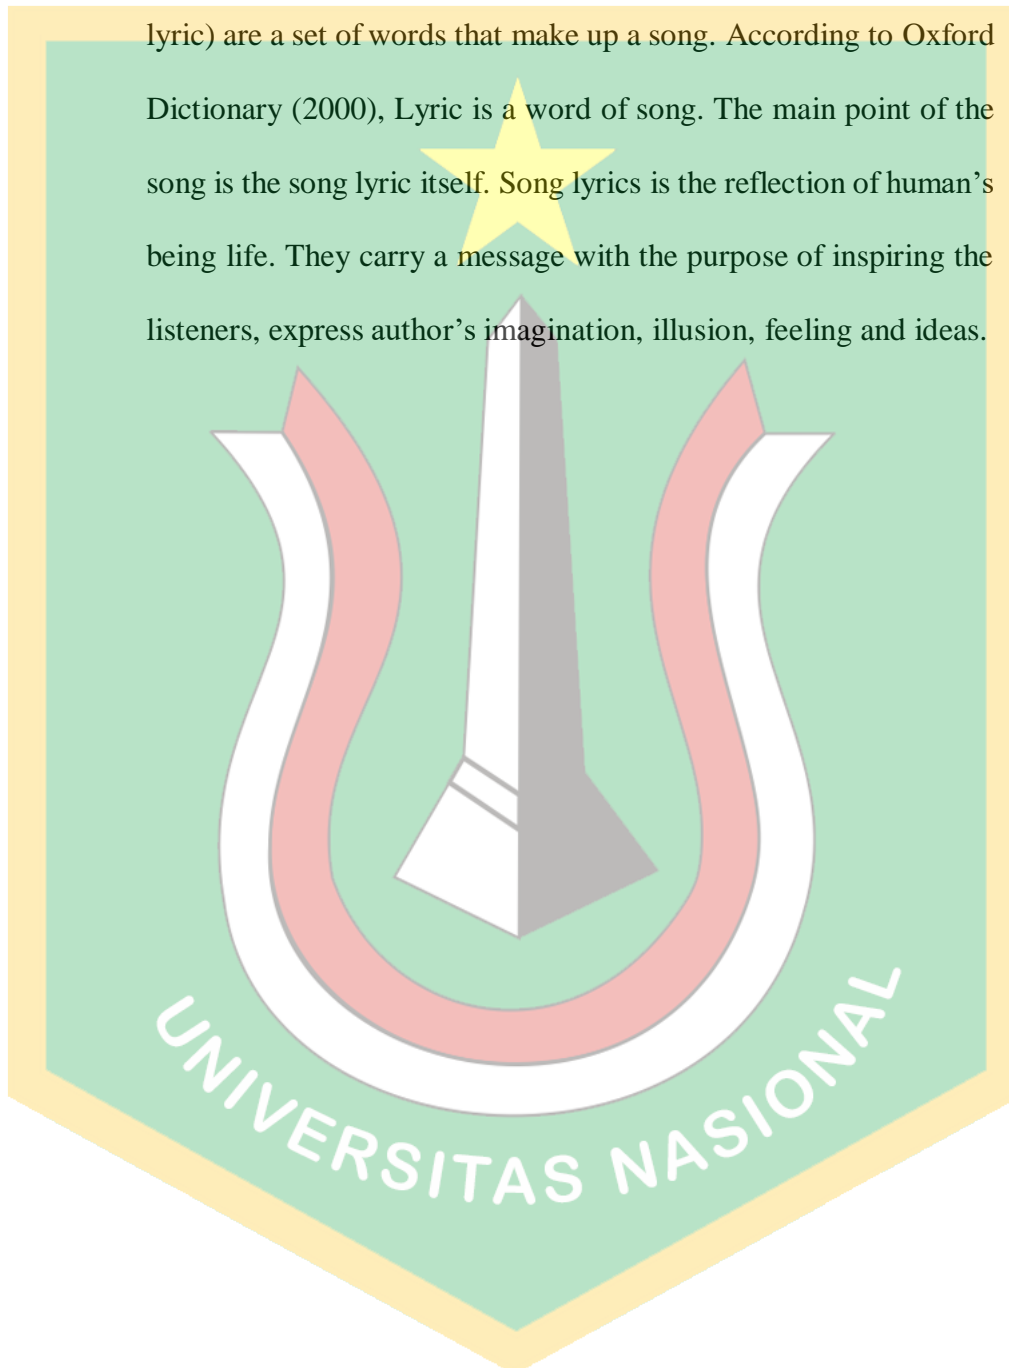 lyric) are a set of words that make up a song. According to Oxford
Dictionary (2000), Lyric is a word of song. The main point of the
song is the song lyric itself. Song lyrics is the reflection of human’s
being life. They carry a message with the purpose of inspiring the
listeners, express author’s imagination, illusion, feeling and ideas.
UNIVERSITAS NASIONAL